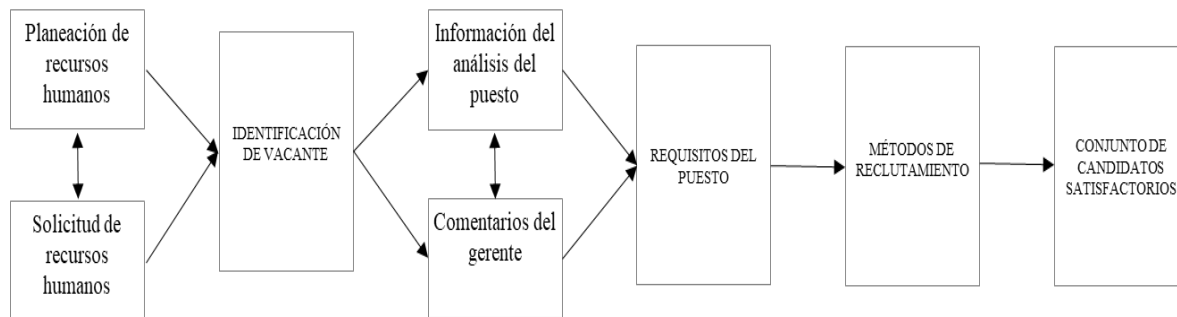 Planeación de
recursos
humanos
Solicitud de
recursos
humanos
IDENTIFICACIÓN
DE VACANTE
Información del
análisis del
puesto
Comentarios del
gerente
REQUISITOS DEL
PUESTO
MÉTODOS DE
RECLUTAMIENTO
CONJUNTO DE
CANDIDATOS
SATISFACTORIOS